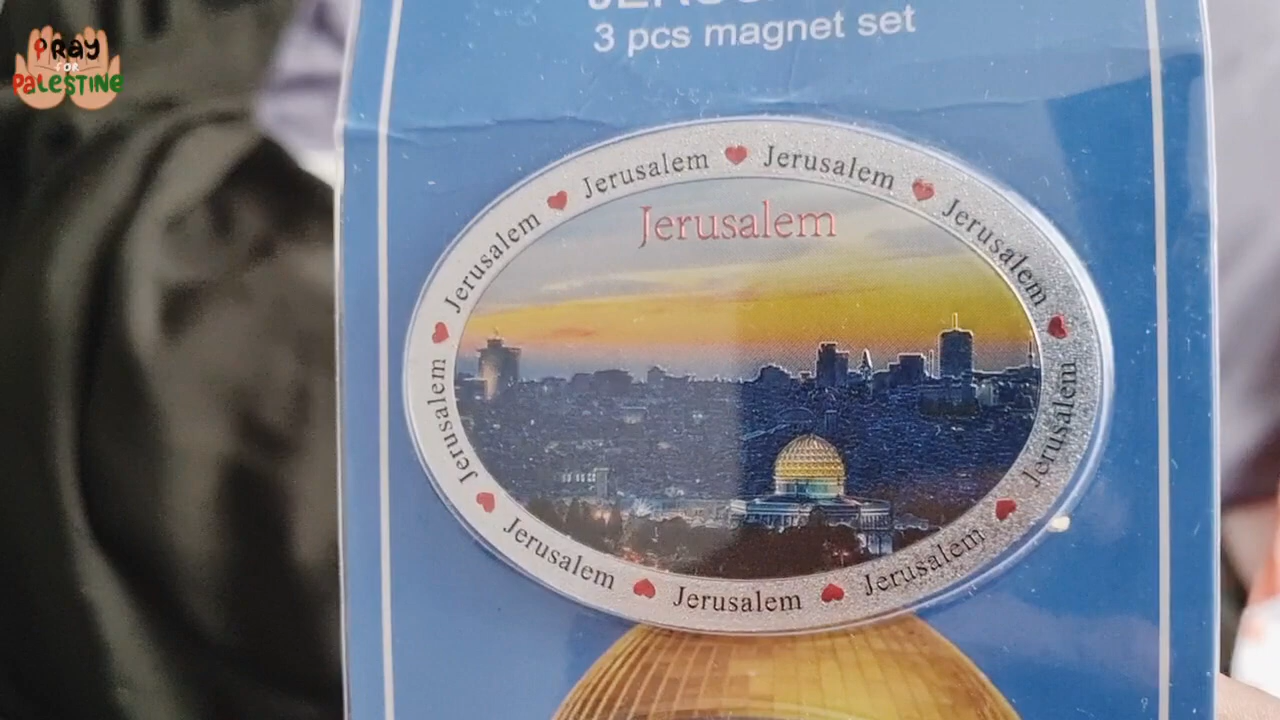 PRAY
FOR
PALESTINE
3 pcs magnet set
Jerusalem
Jerusalem
Jerusalem
Jerusalem
Jerusalem
Jerusalem
Jerusalem
Jerusalem
Jerusalem
Jerusalem